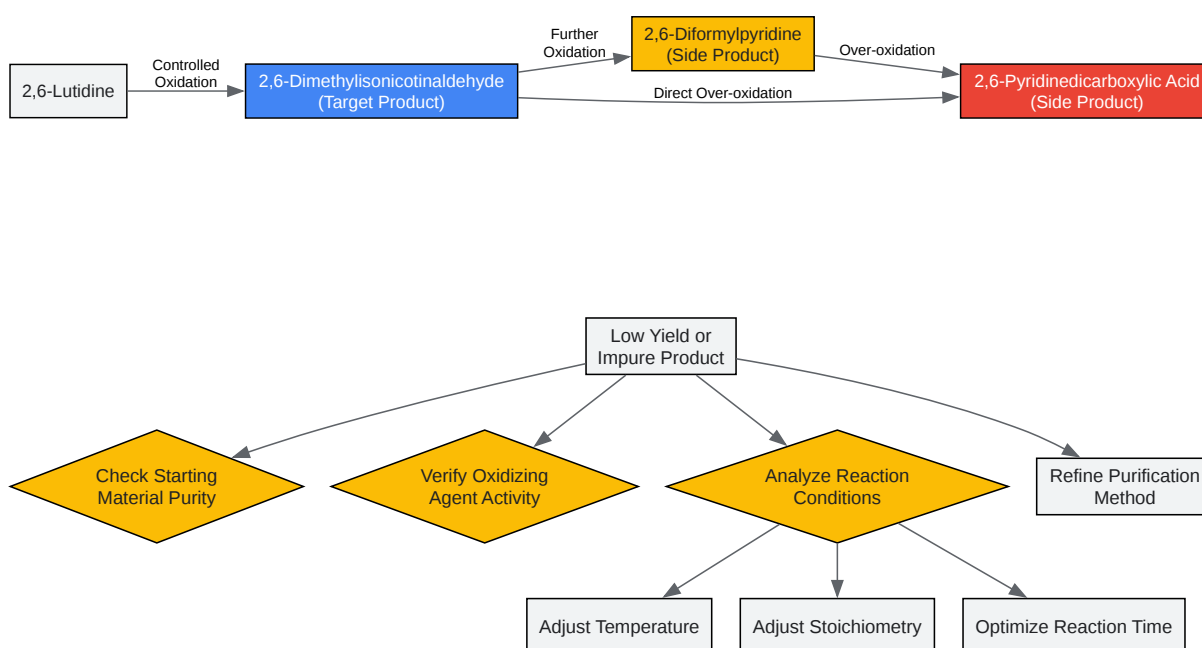 Controlled
Oxidation
Further
Oxidation
Over-oxidation
Direct Over-oxidation
2,6-Lutidine
2,6-Dimethylisonicotinaldehyde
(Target Product)
2,6-Diformylpyridine
(Side Product)
2,6-Pyridinedicarboxylic Acid
(Side Product)
Low Yield or
Impure Product
Check Starting
Material Purity
Verify Oxidizing
Agent Activity
Analyze Reaction
Conditions
Refine Purification
Method
Adjust Temperature
Adjust Stoichiometry
Optimize Reaction Time